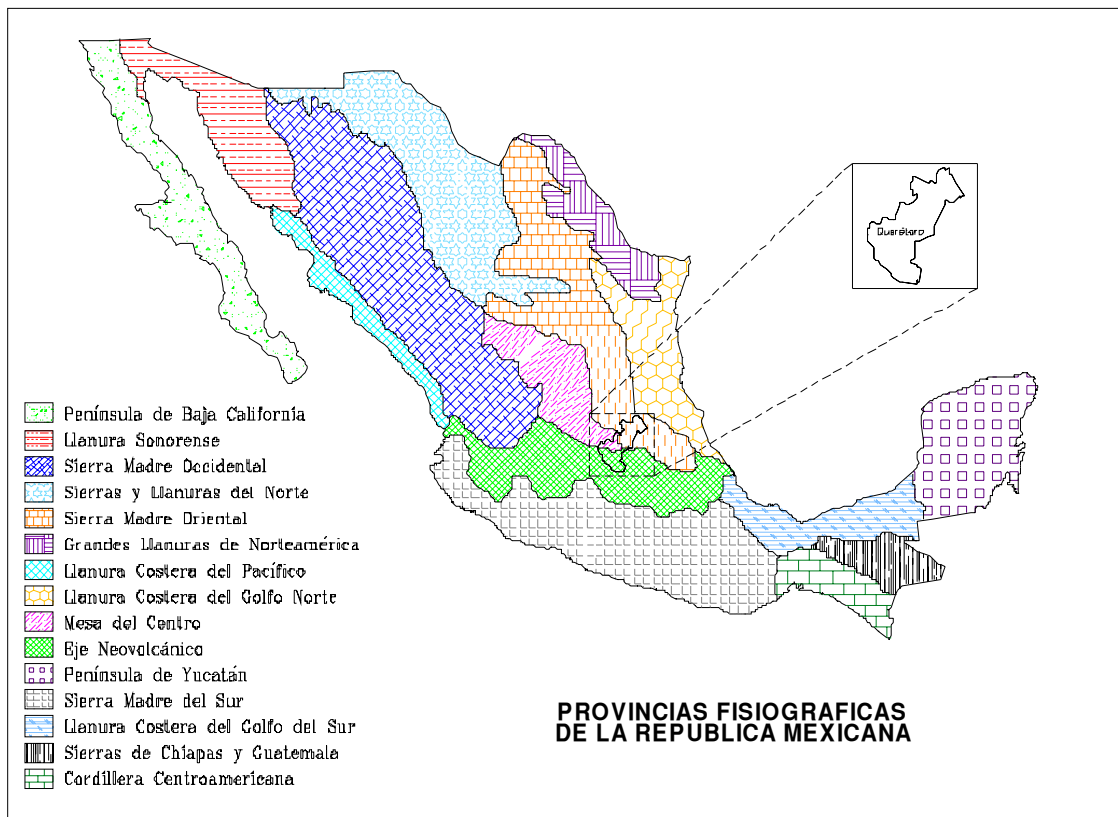 Querétaro
Península de Baja California
Llanura Sonorense
Sierra Madre Occidental
Sierras y Llanuras del Norte
Sierra Madre Oriental
Grandes Llanuras de Norteamérica
Llanura Costera del Pacífico
Llanura Costera del Golfo Norte
Mesa del Centro
Eje Neovolcánico
Península de Yucatán
Sierra Madre del Sur
Llanura Costera del Golfo del Sur
Sierras de Chiapas y Guatemala
Cordillera Centroamericana
PROVINCIAS FISIOGRAFICAS
DE LA REPUBLICA MEXICANA